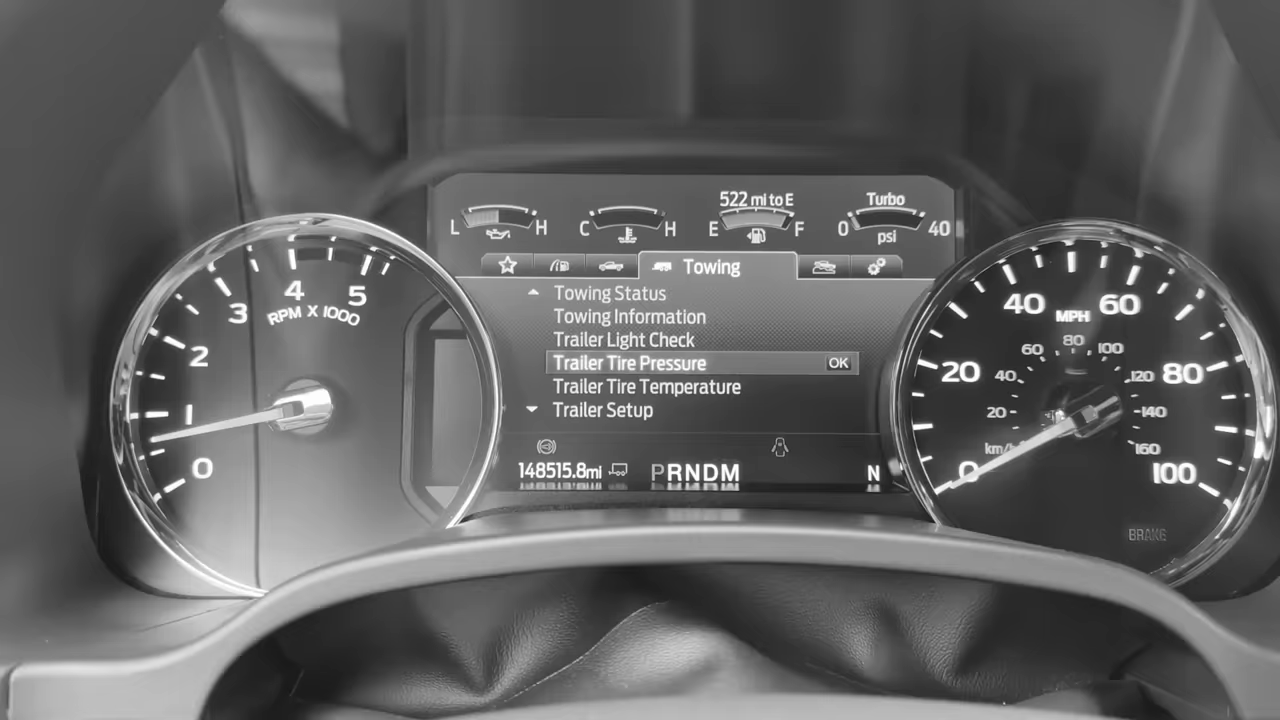 522 mi to E
Turbo
L H C H E F 0 40
psi
Towing
Towing Status
Towing Information
Trailer Light Check
Trailer Tire Pressure OK
Trailer Tire Temperature
Trailer Setup
148515.8mi PRNDM N
0 1 2 3 4 5
RPM X 1000
0 20 40 60 80 100
MPH
km/h 20 40 60 80 100 120 140 160
BRAKE